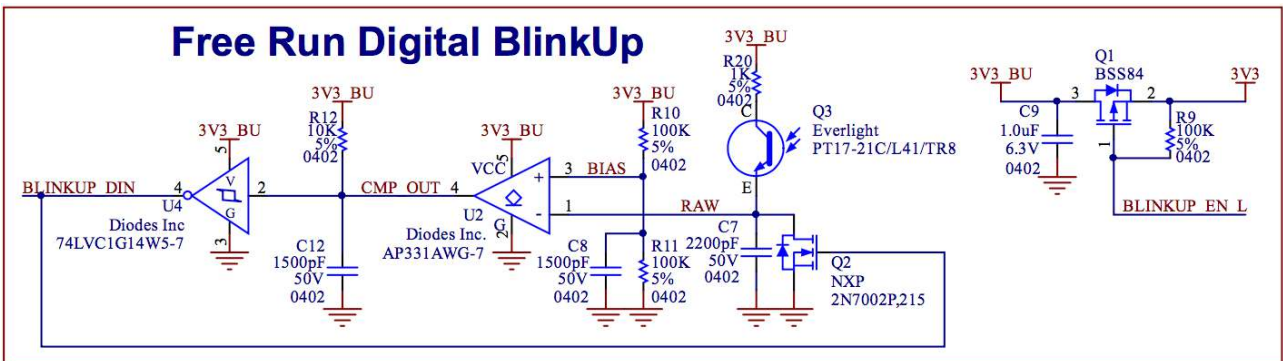 Free Run Digital BlinkUp
3V3_BU
R20
1K
5%
0402
C
Q3
Everlight
PT17-21C/L41/TR8
E
3V3_BU
R12
10K
5%
0402
3V3_BU
5
V
G
4
2
3
BLINKUP_DIN
U4
Diodes Inc
74LVC1G14W5-7
CMP_OUT
4
3V3_BU
VCC
5
+
-
3
1
U2
G
2
Diodes Inc.
AP331AWG-7
BIAS
RAW
3V3_BU
R10
100K
5%
0402
C12
1500pF
50V
0402
C8
1500pF
50V
0402
R11
100K
5%
0402
C7
2200pF
50V
0402
Q2
NXP
2N7002P,215
Q1
BSS84
3V3_BU
3
2
3V3
C9
1.0uF
6.3V
0402
1
R9
100K
5%
0402
BLINKUP_EN_L